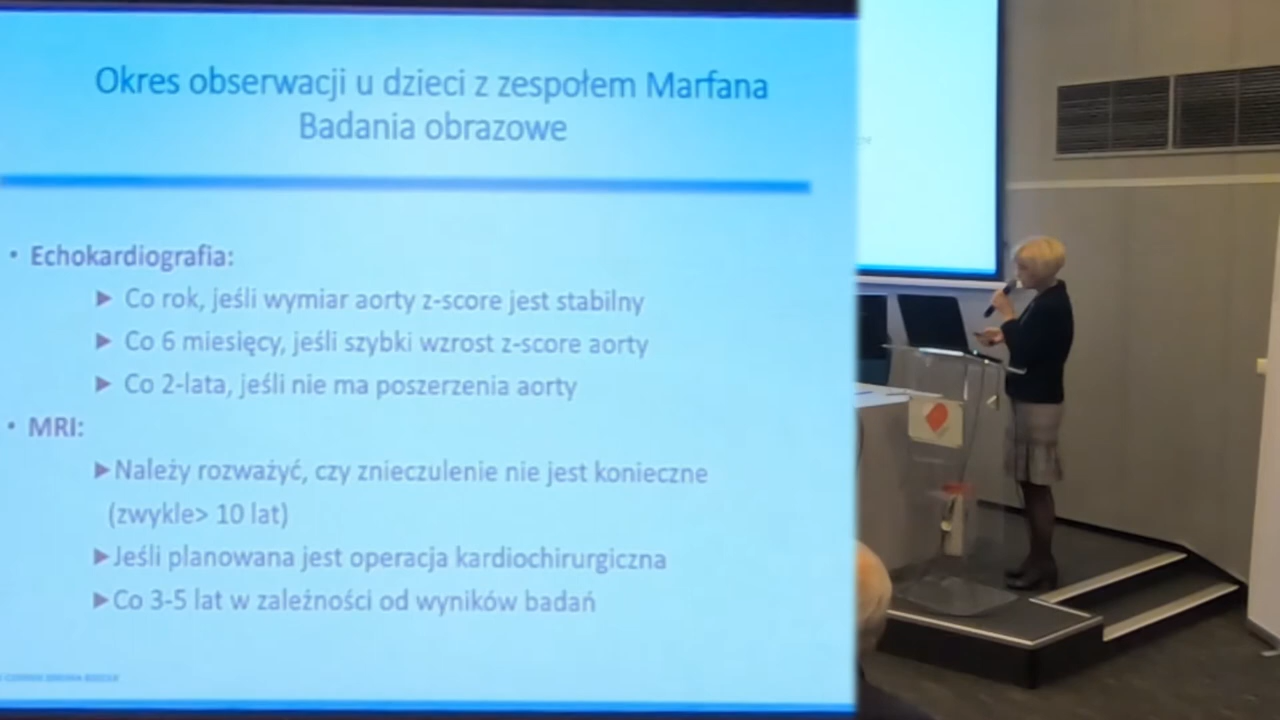 Okres obserwacji u dzieci z zespołem Marfana
Badania obrazowe
• Echokardiografia:
► Co rok, jeśli wymiar aorty z-score jest stabilny
► Co 6 miesięcy, jeśli szybki wzrost z-score aorty
► Co 2-lata, jeśli nie ma poszerzenia aorty
• MRI:
►Należy rozważyć, czy znieczulenie nie jest konieczne
(zwykle> 10 lat)
►Jeśli planowana jest operacja kardiochirurgiczna
►Co 3-5 lat w zależności od wyników badań